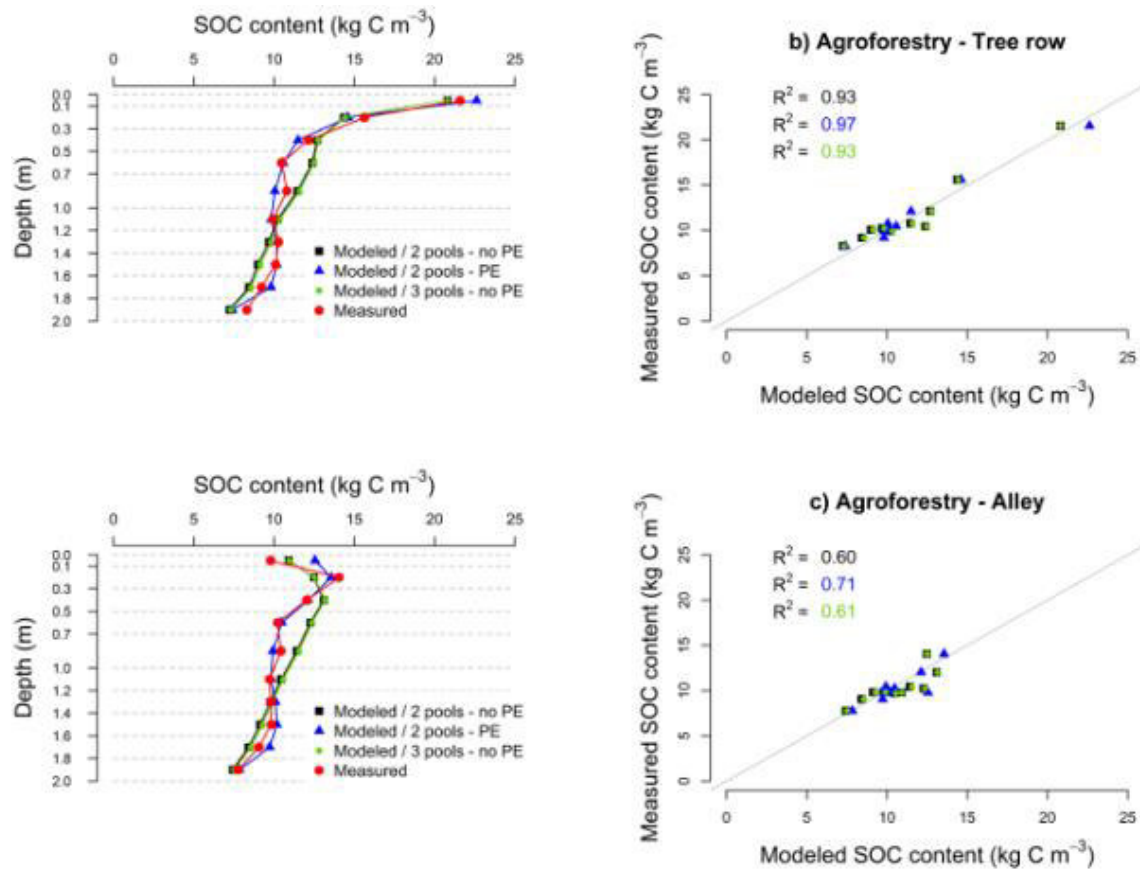 SOC content (kg C m⁻³)
0 5 10 15 20 25
Depth (m)
0.0
0.1
0.3
0.5
0.7
1.0
1.2
1.4
1.6
1.8
2.0
Modeled / 2 pools - no PE
Modeled / 2 pools - PE
Modeled / 3 pools - no PE
Measured
b) Agroforestry - Tree row
R² = 0.93
R² = 0.97
R² = 0.93
Measured SOC content (kg C m⁻³)
25
20
15
10
5
0
0 5 10 15 20 25
Modeled SOC content (kg C m⁻³)
SOC content (kg C m⁻³)
0 5 10 15 20 25
Depth (m)
0.0
0.1
0.3
0.5
0.7
1.0
1.2
1.4
1.6
1.8
2.0
Modeled / 2 pools - no PE
Modeled / 2 pools - PE
Modeled / 3 pools - no PE
Measured
c) Agroforestry - Alley
R² = 0.60
R² = 0.71
R² = 0.61
Measured SOC content (kg C m⁻³)
25
20
15
10
5
0
0 5 10 15 20 25
Modeled SOC content (kg C m⁻³)